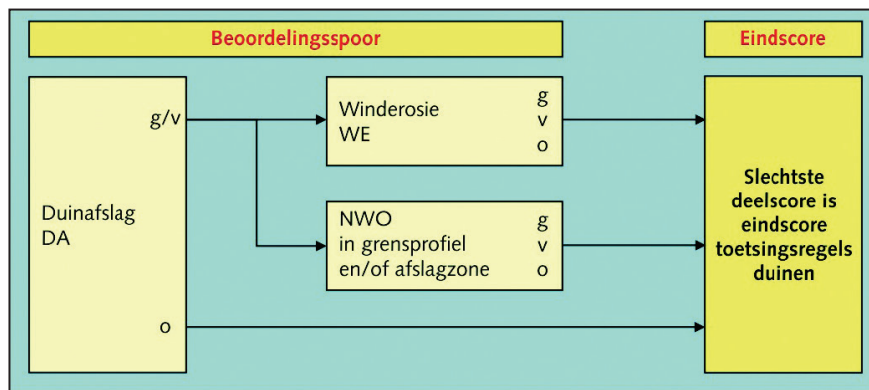 Beoordelingsspoor
Eindscore
Duinafslag
DA
g/v
o
Winderosie
WE
g
v
o
NWO
in grensprofiel
en/of afslagzone
g
v
o
Slechtste
deelscore is
eindscore
toetsingsregels
duinen